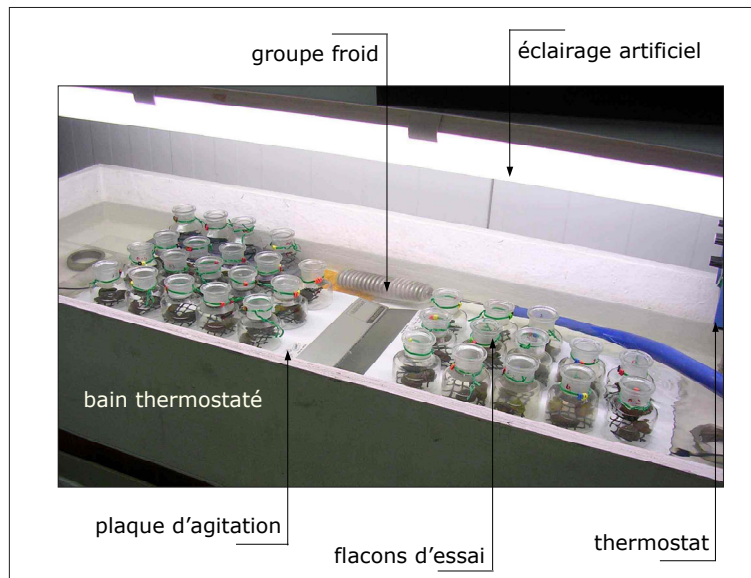 groupe froid
éclairage artificiel
bain thermostaté
plaque d'agitation
flacons d'essai
thermostat